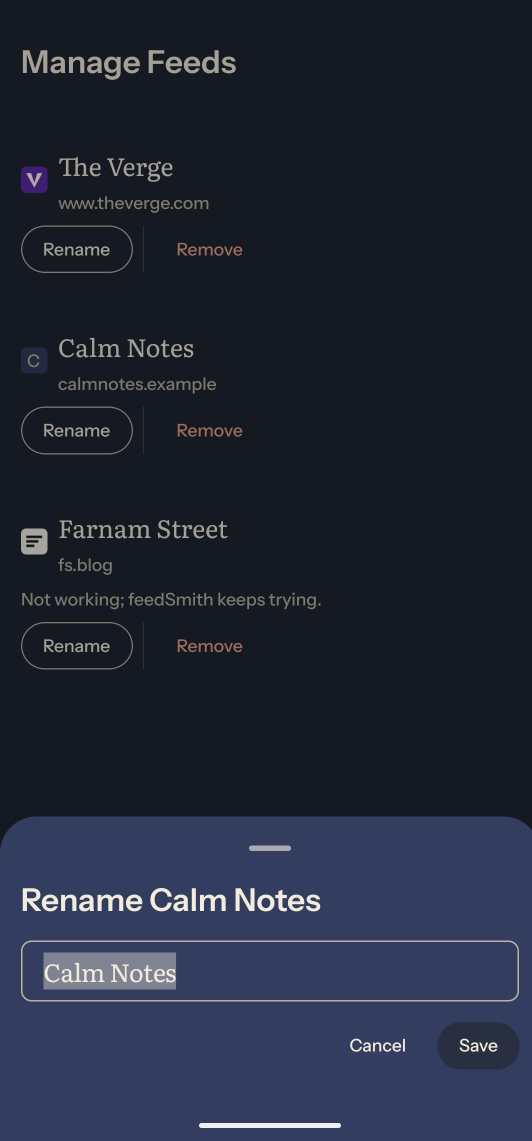 Manage Feeds
V
The Verge
www.theverge.com
Rename
Remove
C
Calm Notes
calmnotes.example
Rename
Remove
Farnam Street
fs.blog
Not working; feedSmith keeps trying.
Rename
Remove
Rename Calm Notes
Calm Notes
Cancel
Save